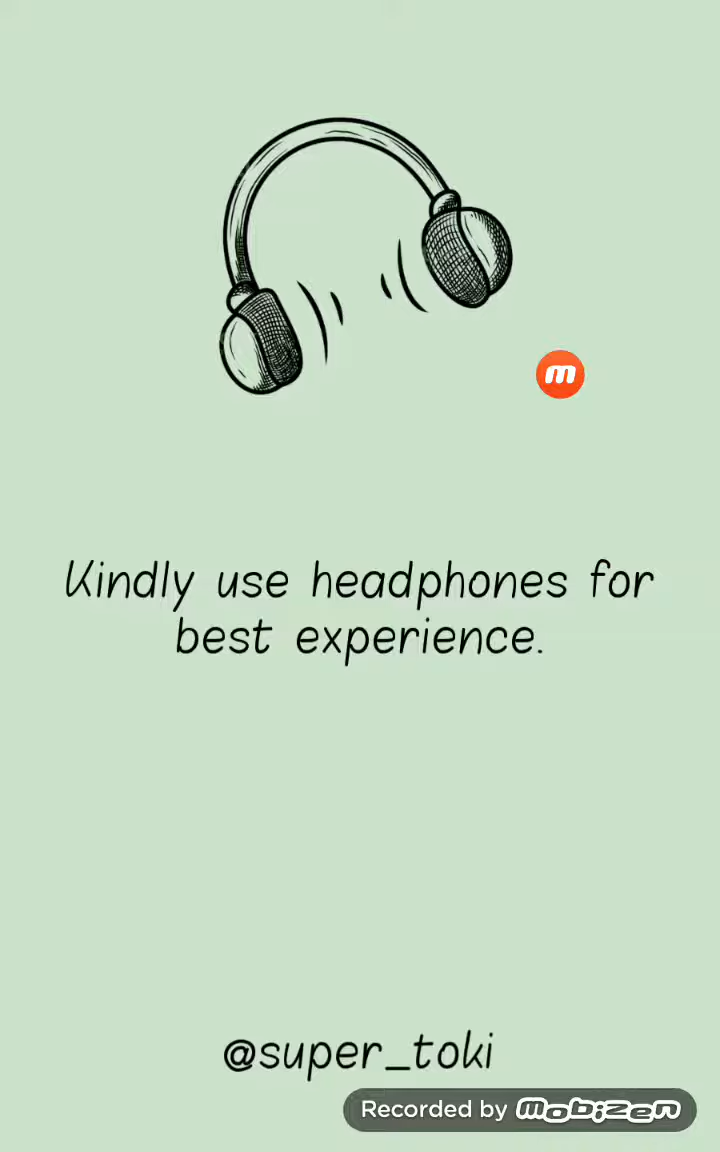 m
Kindly use headphones for
best experience.
@super_toki
Recorded by mobizen